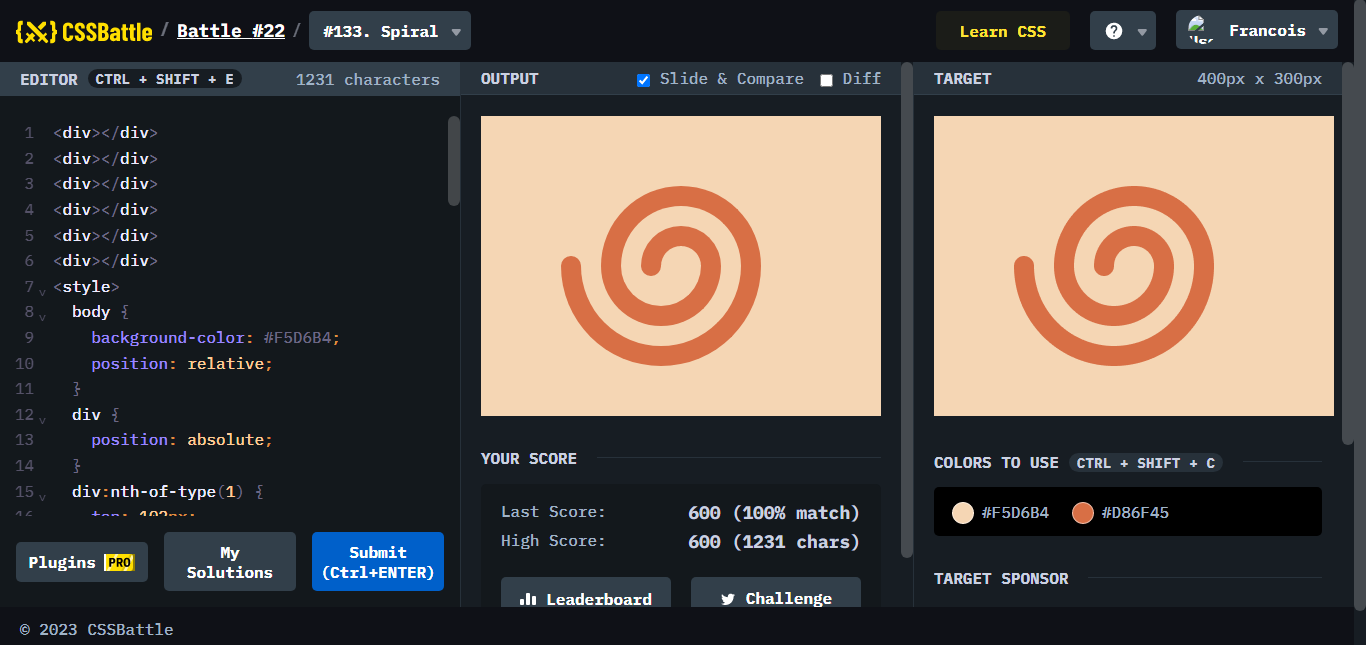 {X} CSSBattle / Battle #22 / #133. Spiral
Learn CSS
Francois
EDITOR CTRL + SHIFT + E 1231 characters
1 <div></div>
2 <div></div>
3 <div></div>
4 <div></div>
5 <div></div>
6 <div></div>
7 <style>
8 body {
9 background-color: #F5D6B4;
10 position: relative;
11 }
12 div {
13 position: absolute;
14 }
15 div:nth-of-type(1) {
Plugins PRO
My Solutions
Submit (Ctrl+ENTER)
OUTPUT Slide & Compare Diff
YOUR SCORE
Last Score: 600 (100% match)
High Score: 600 (1231 chars)
Leaderboard
Challenge
TARGET 400px x 300px
COLORS TO USE CTRL + SHIFT + C
#F5D6B4 #D86F45
TARGET SPONSOR
© 2023 CSSBattle